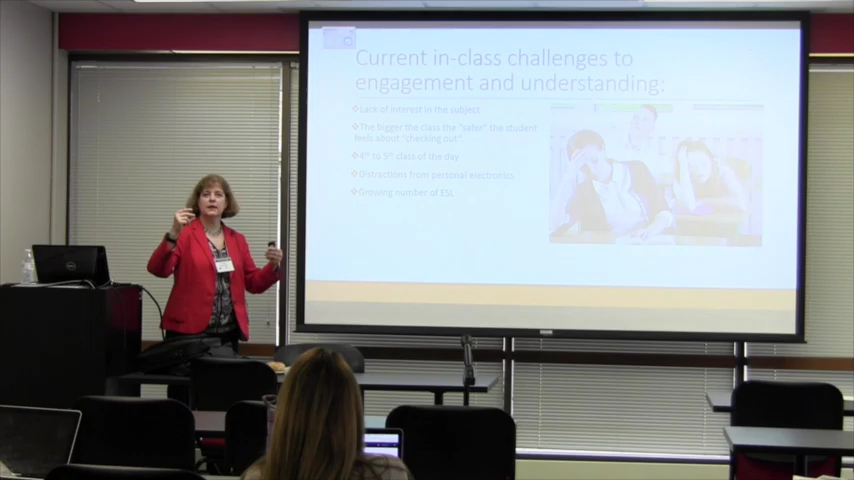 Current in-class challenges to
engagement and understanding:
Lack of interest in the subject
The bigger the class the "safer" the student
feels about "checking out".
4th to 5th class of the day
Distractions from personal electronics
Growing number of ESL